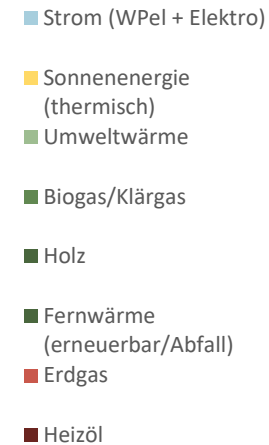 Strom (WPel + Elektro)
Sonnenenergie
(thermisch)
Umweltwärme
Biogas/Klärgas
Holz
Fernwärme
(erneuerbar/Abfall)
Erdgas
Heizöl